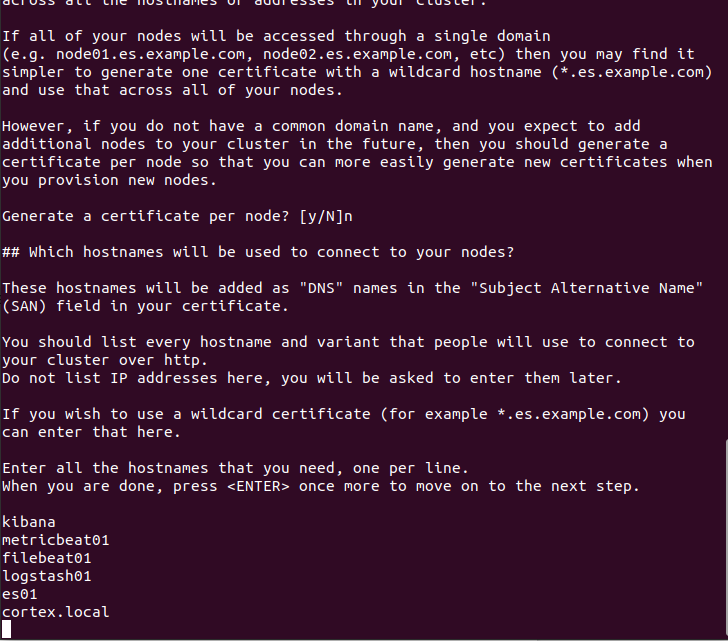 across all the hostnames or addresses in your cluster.
If all of your nodes will be accessed through a single domain
(e.g. node01.es.example.com, node02.es.example.com, etc) then you may find it
simpler to generate one certificate with a wildcard hostname (*.es.example.com)
and use that across all of your nodes.
However, if you do not have a common domain name, and you expect to add
additional nodes to your cluster in the future, then you should generate a
certificate per node so that you can more easily generate new certificates when
you provision new nodes.
Generate a certificate per node? [y/N]n
## Which hostnames will be used to connect to your nodes?
These hostnames will be added as "DNS" names in the "Subject Alternative Name"
(SAN) field in your certificate.
You should list every hostname and variant that people will use to connect to
your cluster over http.
Do not list IP addresses here, you will be asked to enter them later.
If you wish to use a wildcard certificate (for example *.es.example.com) you
can enter that here.
Enter all the hostnames that you need, one per line.
When you are done, press <ENTER> once more to move on to the next step.
kibana
metricbeat01
filebeat01
logstash01
es01
cortex.local